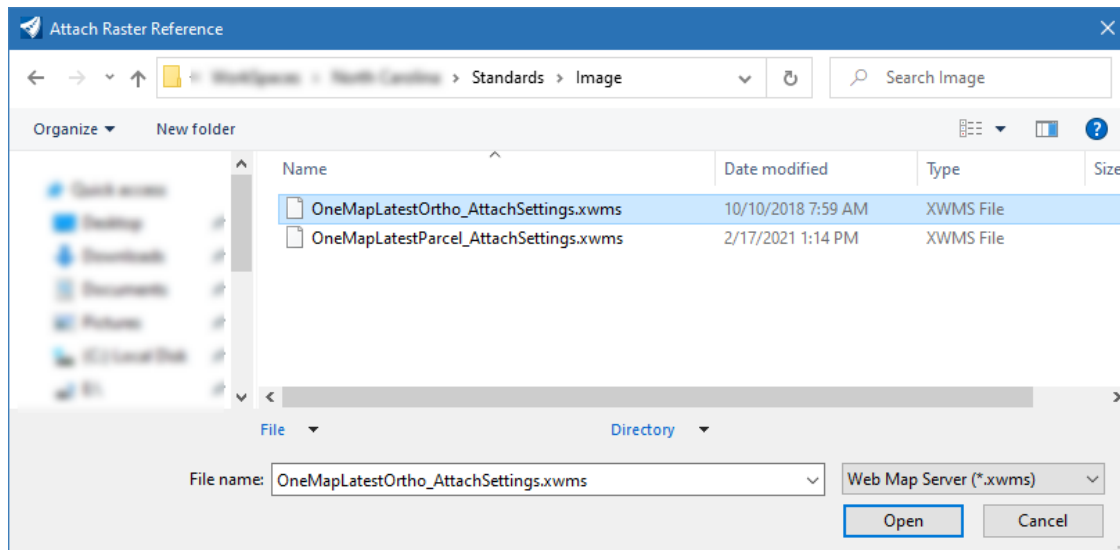 Attach Raster Reference
Standards > Image
Search Image
Organize
New folder
Name Date modified Type Size
OneMapLatestOrtho_AttachSettings.xwms 10/10/2018 7:59 AM XWMS File
OneMapLatestParcel_AttachSettings.xwms 2/17/2021 1:14 PM XWMS File
File Directory
File name: OneMapLatestOrtho_AttachSettings.xwms Web Map Server (*.xwms)
Open Cancel